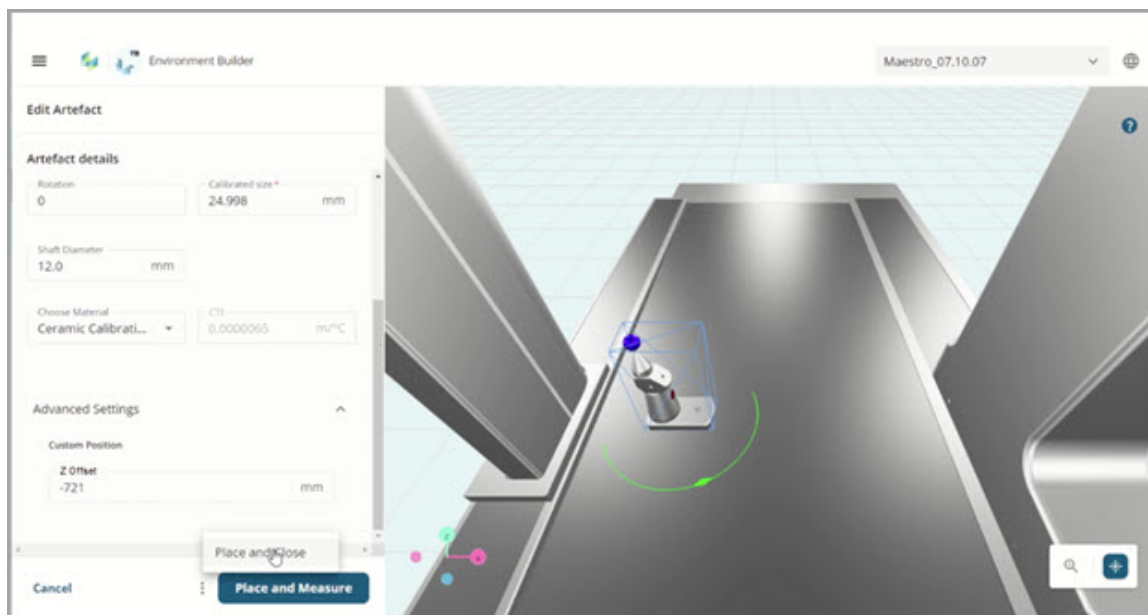 Environment Builder
Maestro_07.10.07
Edit Artefact
Artefact details
Rotation
0
Calibrated size *
24.998 mm
Shaft Diameter
12.0 mm
Choose Material
Ceramic Calibrati...
CTE
0.0000065 m/°C
Advanced Settings
Custom Position
Z Offset
-721 mm
Place and Close
Cancel
Place and Measure